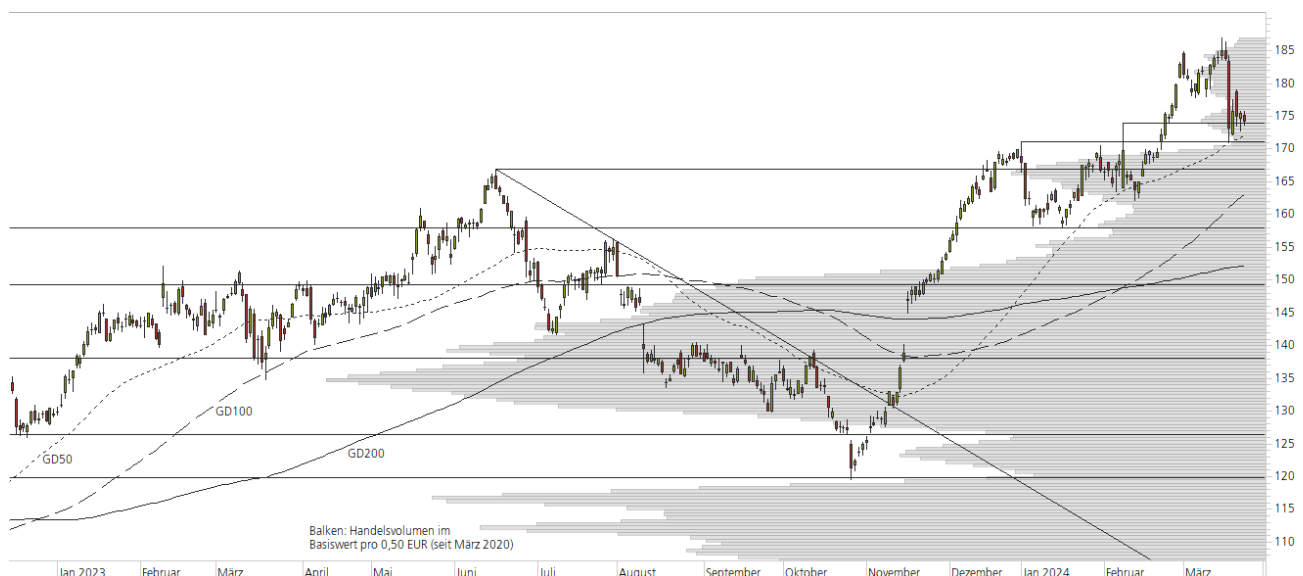 185
180
175
170
165
160
155
150
145
140
135
130
125
120
115
110
GD100
GD200
GD50
Balken: Handelsvolumen im
Basiswert pro 0,50 EUR (seit März 2020)
Jan 2023 Februar März April Mai Juni Juli August September Oktober November Dezember Jan 2024 Februar März